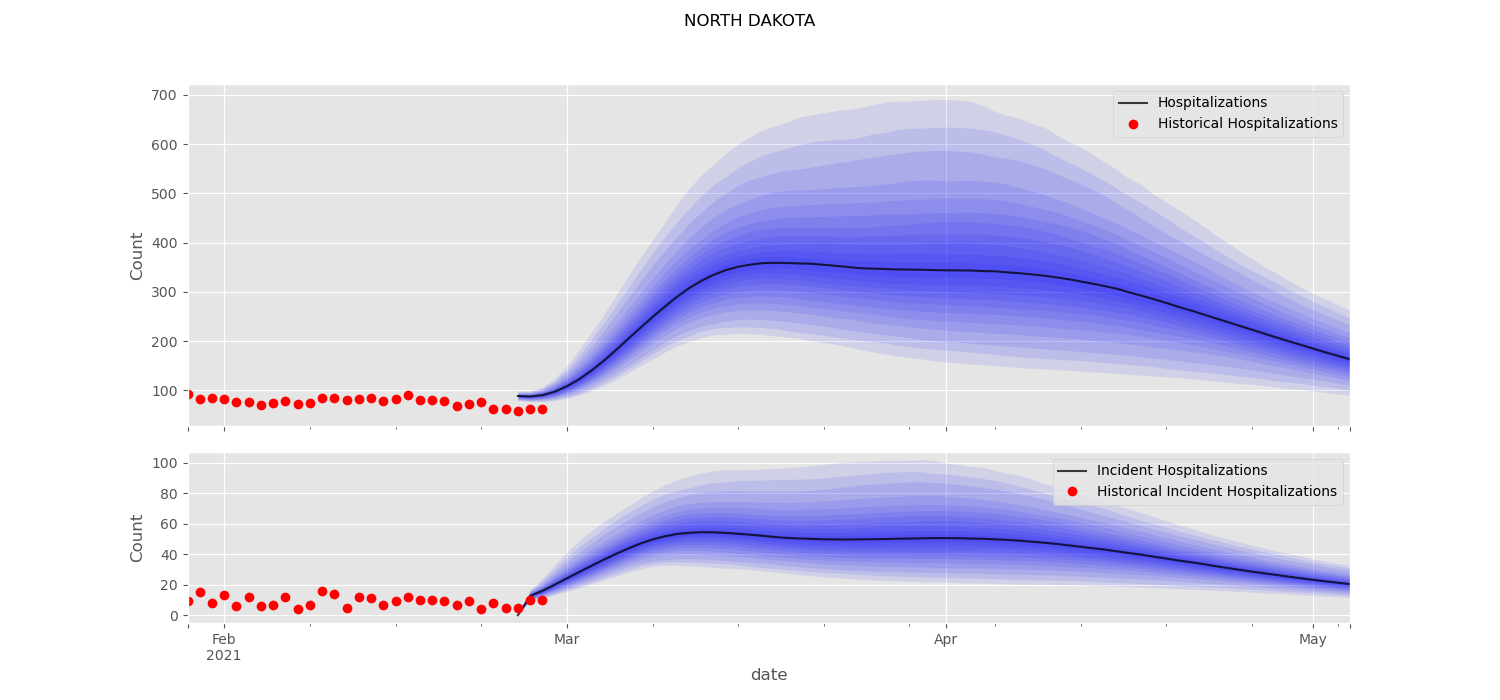 NORTH DAKOTA
700
600
500
400
300
200
100
Count
Hospitalizations
Historical Hospitalizations
100
80
60
40
20
0
Count
Incident Hospitalizations
Historical Incident Hospitalizations
Feb
2021
Mar
Apr
May
date